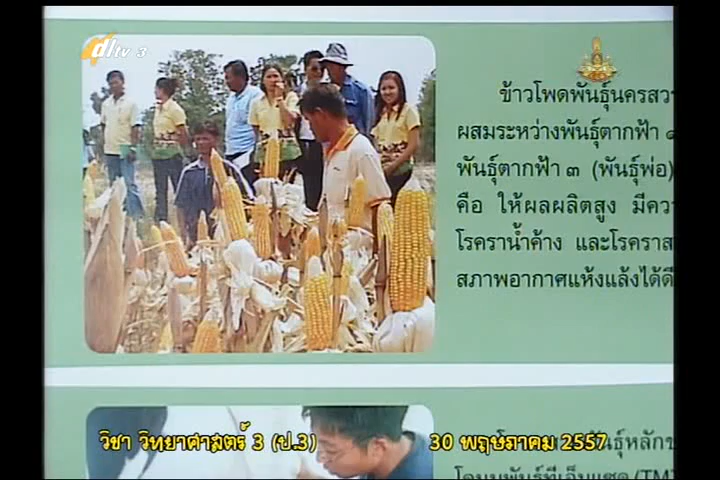 dltv 3
ข้าวโพดพันธุ์นครสวร
ผสมระหว่างพันธุ์ตากฟ้า ๑
พันธุ์ตากฟ้า ๓ (พันธุ์พ่อ)
คือ ให้ผลผลิตสูง มีควา
โรคราน้ำค้าง และโรคราส
สภาพอากาศแห้งแล้งได้ดี
วิชา วิทยาศาสตร์ 3 (ป.3)
30 พฤษภาคม 2557